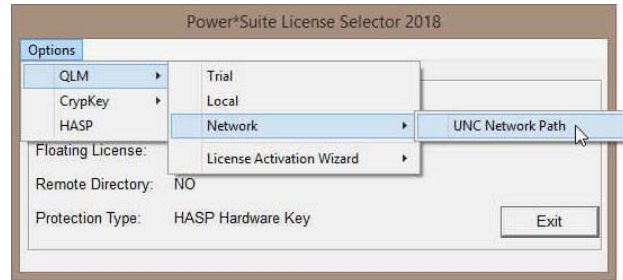 Power*Suite License Selector 2018
Options
QLM
Trial
CrypKey
Local
HASP
Network
UNC Network Path
Floating License:
License Activation Wizard
Remote Directory: NO
Protection Type: HASP Hardware Key
Exit